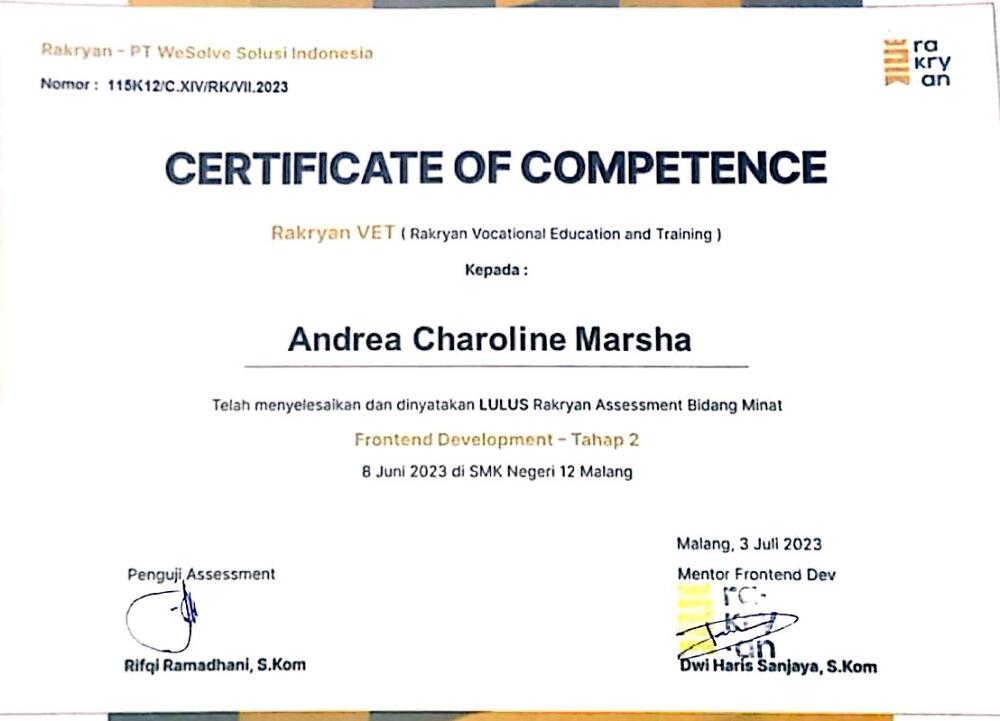 Rakryan - PT WeSolve Solusi Indonesia
Nomor : 115K12/C.XIV/RK/VII.2023
ra
kry
an
CERTIFICATE OF COMPETENCE
Rakryan VET ( Rakryan Vocational Education and Training )
Kepada :
Andrea Charoline Marsha
Telah menyelesaikan dan dinyatakan LULUS Rakryan Assessment Bidang Minat
Frontend Development - Tahap 2
8 Juni 2023 di SMK Negeri 12 Malang
Malang, 3 Juli 2023
Penguji Assessment
Mentor Frontend Dev
Rifqi Ramadhani, S.Kom
Dwi Haris Sanjaya, S.Kom